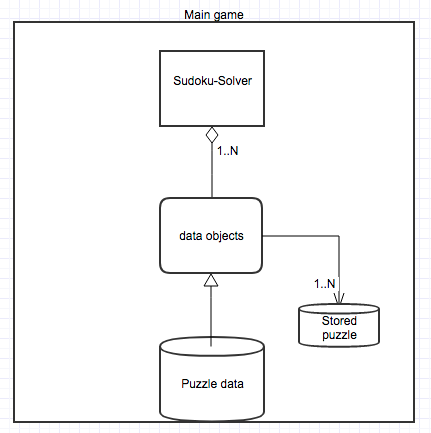 Main game
Sudoku-Solver
1..N
data objects
1..N
Stored
puzzle
Puzzle data